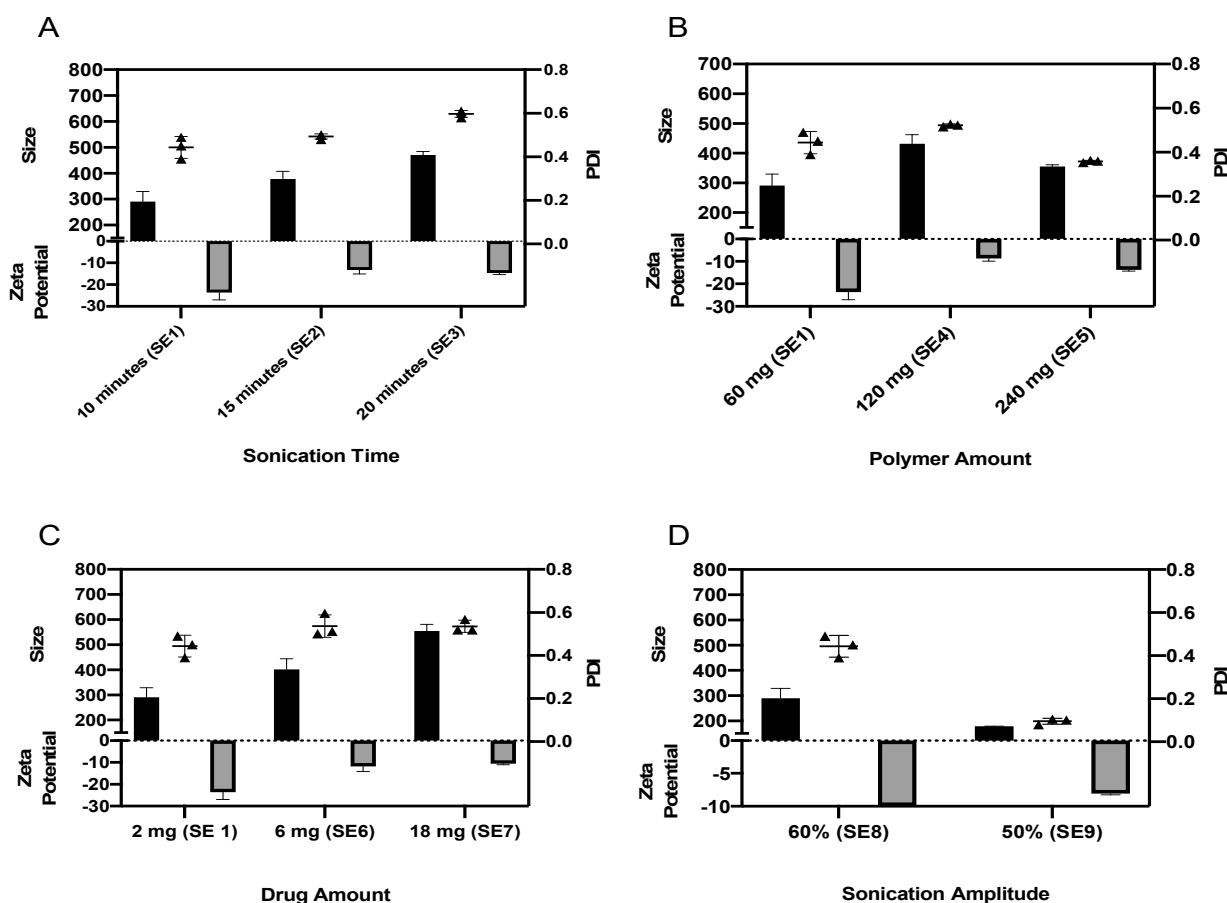 A
800
700
600
500
400
300
200
0
-10
-20
-30
Size
Zeta
Potential
0.8
0.6
0.4
0.2
0.0
PDI
10 minutes (SE1)
15 minutes (SE2)
20 minutes (SE3)
Sonication Time
B
700
600
500
400
300
200
0
-10
-20
-30
Size
Zeta
Potential
0.8
0.6
0.4
0.2
0.0
PDI
60 mg (SE1)
120 mg (SE4)
240 mg (SE5)
Polymer Amount
C
800
700
600
500
400
300
200
0
-10
-20
-30
Size
Zeta
Potential
0.8
0.6
0.4
0.2
0.0
PDI
2 mg (SE 1)
6 mg (SE6)
18 mg (SE7)
Drug Amount
D
800
700
600
500
400
300
200
0
-5
-10
Size
Zeta
Potential
0.8
0.6
0.4
0.2
0.0
PDI
60% (SE8)
50% (SE9)
Sonication Amplitude